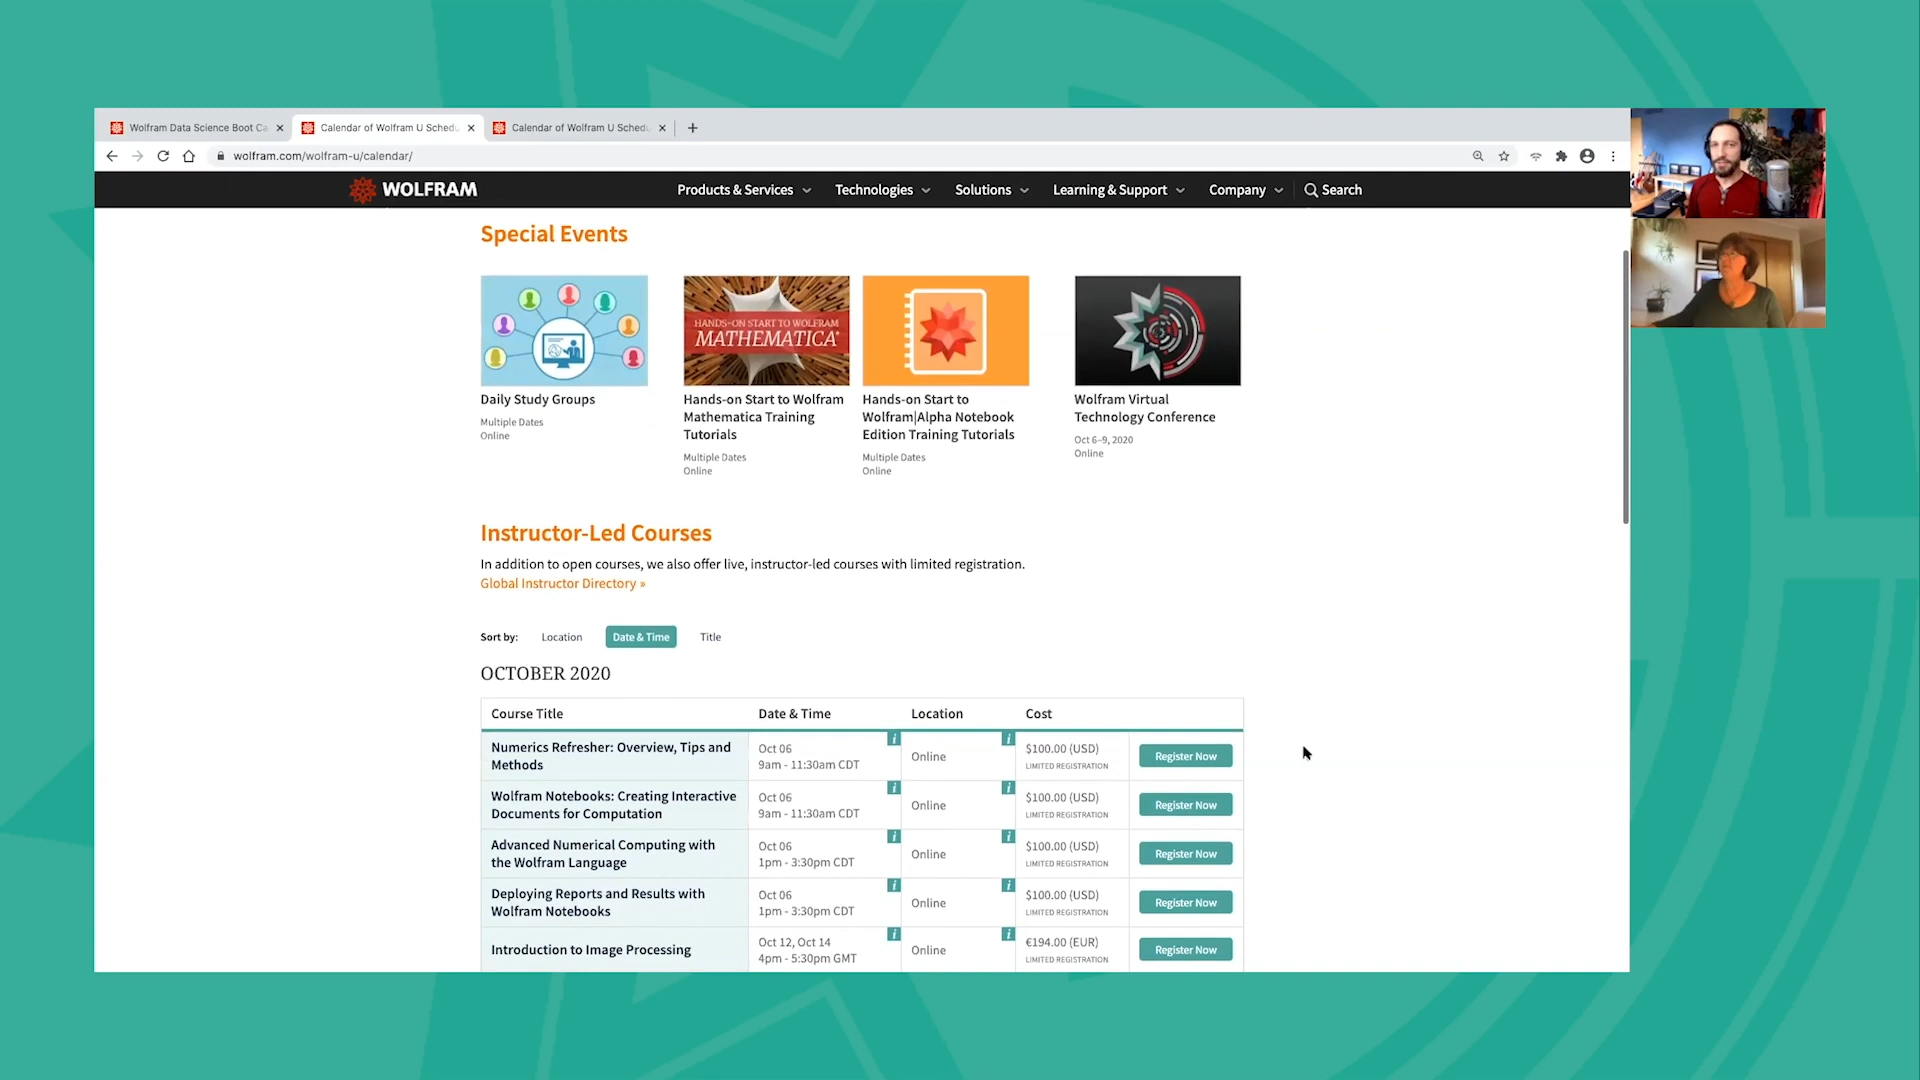 Wolfram Data Science Boot Ca
Calendar of Wolfram U Schedu
Calendar of Wolfram U Schedu
wolfram.com/wolfram-u/calendar/
WOLFRAM
Products & Services
Technologies
Solutions
Learning & Support
Company
Search
Special Events
HANDS-ON START TO WOLFRAM
MATHEMATICA®
Daily Study Groups
Multiple Dates
Online
Hands-on Start to Wolfram
Mathematica Training
Tutorials
Multiple Dates
Online
Hands-on Start to
Wolfram|Alpha Notebook
Edition Training Tutorials
Multiple Dates
Online
Wolfram Virtual
Technology Conference
Oct 6–9, 2020
Online
Instructor-Led Courses
In addition to open courses, we also offer live, instructor-led courses with limited registration.
Global Instructor Directory »
Sort by: Location Date & Time Title
OCTOBER 2020
Course Title Date & Time Location Cost
Numerics Refresher: Overview, Tips and
Methods
Oct 06
9am - 11:30am CDT
i
Online
i
$100.00 (USD)
LIMITED REGISTRATION
Register Now
Wolfram Notebooks: Creating Interactive
Documents for Computation
Oct 06
9am - 11:30am CDT
i
Online
i
$100.00 (USD)
LIMITED REGISTRATION
Register Now
Advanced Numerical Computing with
the Wolfram Language
Oct 06
1pm - 3:30pm CDT
i
Online
i
$100.00 (USD)
LIMITED REGISTRATION
Register Now
Deploying Reports and Results with
Wolfram Notebooks
Oct 06
1pm - 3:30pm CDT
i
Online
i
$100.00 (USD)
LIMITED REGISTRATION
Register Now
Introduction to Image Processing
Oct 12, Oct 14
4pm - 5:30pm GMT
i
Online
i
€194.00 (EUR)
LIMITED REGISTRATION
Register Now